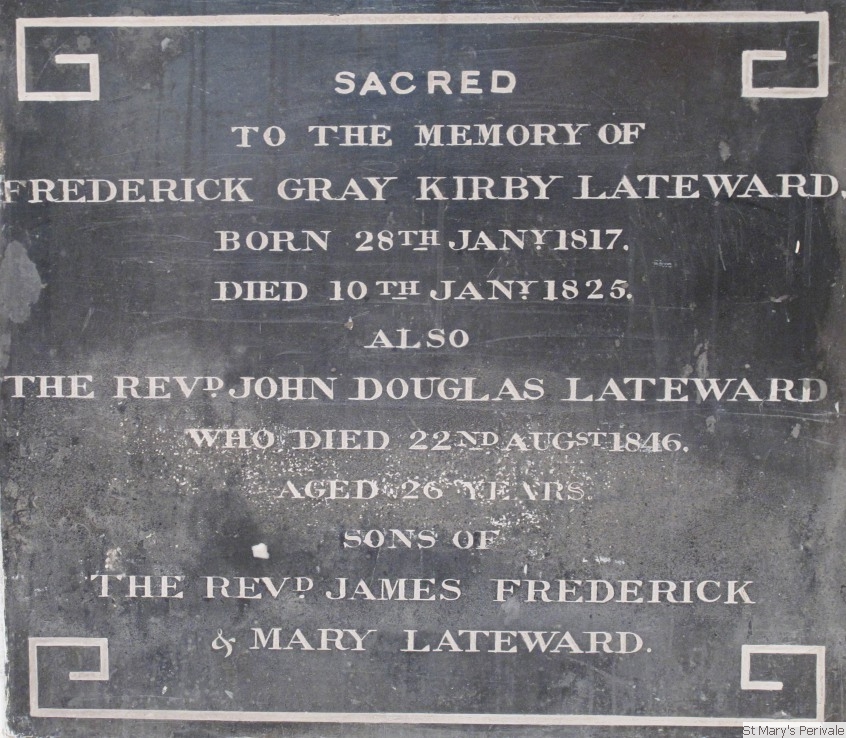 SACRED
TO THE MEMORY OF
FREDERICK GRAY KIRBY LATEWARD,
BORN 28TH JANY 1817.
DIED 10TH JANY 1825.
ALSO
THE REVD JOHN DOUGLAS LATEWARD,
WHO DIED 22ND AUGST 1846.
AGED 26 YEARS.
SONS OF
THE REVD JAMES FREDERICK
& MARY LATEWARD.
St Mary's Perivale